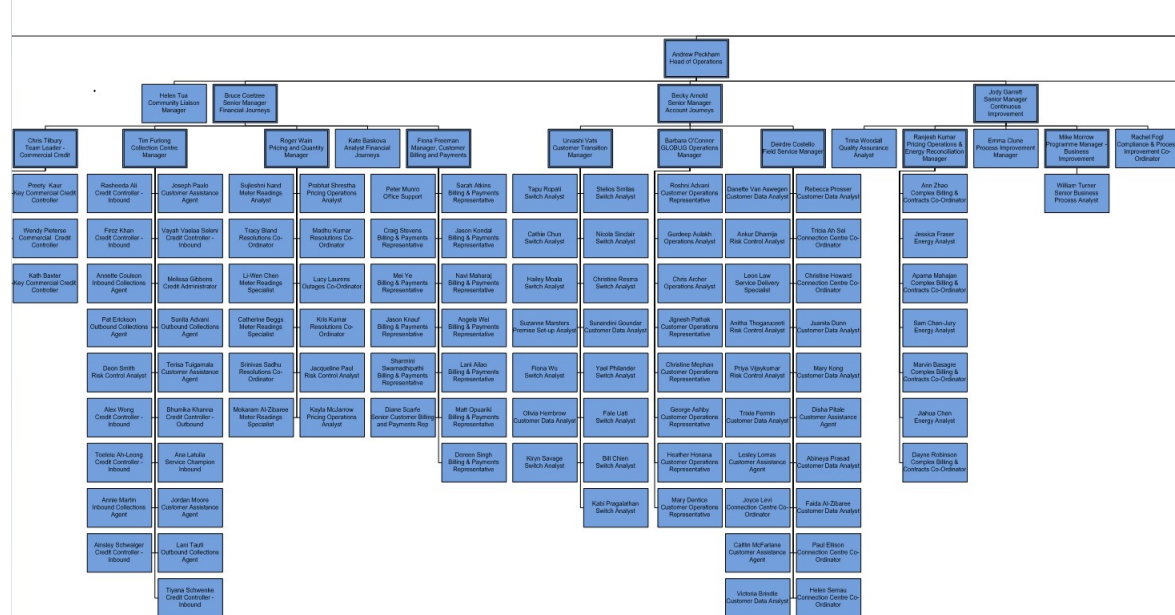 Andrew Peckham
Head of Operations
Helen Tua
Community Liaison
Manager
Bruce Coetzee
Senior Manager
Financial Journeys
Becky Arnold
Senior Manager
Account Journeys
Jody Garrett
Senior Manager
Continuous
Improvement
Chris Tilbury
Team Leader -
Commercial Credit
Tim Furlong
Collection Centre
Manager
Roger Wain
Pricing and Quantity
Manager
Kate Baskova
Analyst Financial
Journeys
Fiona Freeman
Manager, Customer
Billing and Payments
Urvashi Vats
Customer Transition
Manager
Barbara O'Connor
GLOBUG Operations
Manager
Deirdre Costello
Field Service Manager
Trina Woodall
Quality Assurance
Analyst
Ranjesh Kumar
Pricing Operations &
Energy Reconciliation
Manager
Emma Clune
Process Improvement
Manager
Mike Morrow
Programme Manager -
Business
Improvement
Rachel Fogl
Compliance & Process
Improvement Co-
Ordinator
Preety Kaur
Key Commercial Credit
Controller
Wendy Pieterse
Commercial Credit
Controller
Kath Baxter
Key Commercial Credit
Controller
Rasheeda Ali
Credit Controller -
Inbound
Firoz Khan
Credit Controller -
Inbound
Annette Coulson
Inbound Collections
Agent
Pat Erickson
Outbound Collections
Agent
Deon Smith
Risk Control Analyst
Alex Wong
Credit Controller -
Inbound
Toeleiu Ah-Leong
Credit Controller -
Inbound
Annie Martin
Inbound Collections
Agent
Ainsley Schwalger
Credit Controller -
Inbound
Joseph Paulo
Customer Assistance
Agent
Vayah Vaelaa Seleni
Credit Controller -
Inbound
Melissa Gibbons
Credit Administrator
Sunita Advani
Outbound Collections
Agent
Terisa Tuigamala
Customer Assistance
Agent
Bhumika Khanna
Credit Controller -
Outbound
Ana Latuila
Service Champion
Inbound
Jordan Moore
Customer Assistance
Agent
Lani Tauti
Outbound Collections
Agent
Tiyana Schwenke
Credit Controller -
Inbound
Sujleshni Nand
Meter Readings
Analyst
Tracy Bland
Resolutions Co-
Ordinator
Li-Wen Chen
Meter Readings
Specialist
Catherine Beggs
Meter Readings
Specialist
Srinivas Sadhu
Resolutions Co-
Ordinator
Mokaram Al-Zibaree
Meter Readings
Specialist
Prabhat Shrestha
Pricing Operations
Analyst
Madhu Kumar
Resolutions Co-
Ordinator
Lucy Laurens
Outages Co-Ordinator
Kris Kumar
Resolutions Co-
Ordinator
Jacqueline Paul
Risk Control Analyst
Kayla McJarrow
Pricing Operations
Analyst
Peter Munro
Office Support
Craig Stevens
Billing & Payments
Representative
Mei Ye
Billing & Payments
Representative
Jason Knauf
Billing & Payments
Representative
Sharmini
Swamedhipathi
Billing & Payments
Representative
Diane Scarfe
Senior Customer Billing
and Payments Rep
Sarah Atkins
Billing & Payments
Representative
Jason Kondal
Billing & Payments
Representative
Navi Maharaj
Billing & Payments
Representative
Angela Wei
Billing & Payments
Representative
Lani Ailao
Billing & Payments
Representative
Matt
Billing & Payments
Representative
Doreen Singh
Billing & Payments
Representative
Tapu Ropati
Switch Analyst
Cathie Chun
Switch Analyst
Hailey Moala
Switch Analyst
Suzanne Marsters
Premise Set-up Analyst
Fiona Wu
Switch Analyst
Olivia Hembrow
Customer Data Analyst
Kiryn Savage
Switch Analyst
Stelios Smilas
Switch Analyst
Nicola Sinclair
Switch Analyst
Christine Resma
Switch Analyst
Sunandini Goundar
Customer Data Analyst
Yael Philander
Switch Analyst
Fale Uati
Switch Analyst
Bill Chien
Switch Analyst
Kabi Pragalathan
Switch Analyst
Roshni Advani
Customer Operations
Representative
Gurdeep Aulakh
Operations Analyst
Chris Archer
Operations Analyst
Jignesh Pathak
Customer Operations
Representative
Christine Mephan
Customer Operations
Representative
George Ashby
Customer Operations
Representative
Heather Honana
Customer Operations
Representative
Mary Dentice
Customer Operations
Representative
Danette Van Aswegen
Customer Data Analyst
Ankur Dhamija
Risk Control Analyst
Leon Law
Service Delivery
Specialist
Anitha Thogarucheeti
Risk Control Analyst
Priya Vijaykumar
Risk Control Analyst
Trixie Fermin
Customer Data Analyst
Lesley Lomas
Customer Assistance
Agent
Joyce Levi
Connection Centre Co-
Ordinator
Caitlin McFarlane
Customer Assistance
Agent
Victoria Brindle
Customer Data Analyst
Rebecca Prosser
Customer Data Analyst
Tricia Ah Sei
Connection Centre Co-
Ordinator
Christine Howard
Connection Centre Co-
Ordinator
Juanita Dunn
Customer Data Analyst
Mary Kong
Customer Data Analyst
Disha Pitale
Customer Assistance
Agent
Abineya Prasad
Customer Data Analyst
Faida Al-Zibaree
Customer Data Analyst
Paul Ellison
Connection Centre Co-
Ordinator
Helen Semau
Connection Centre Co-
Ordinator
Ann Zhao
Complex Billing &
Contracts Co-Ordinator
Jessica Fraser
Energy Analyst
Aparna Mahajan
Complex Billing &
Contracts Co-Ordinator
Sam Chan-Jury
Energy Analyst
Marvin Basagre
Complex Billing &
Contracts Co-Ordinator
Jiahua Chen
Energy Analyst
Dayne Robinson
Complex Billing &
Contracts Co-Ordinator
William Turner
Senior Business
Process Analyst